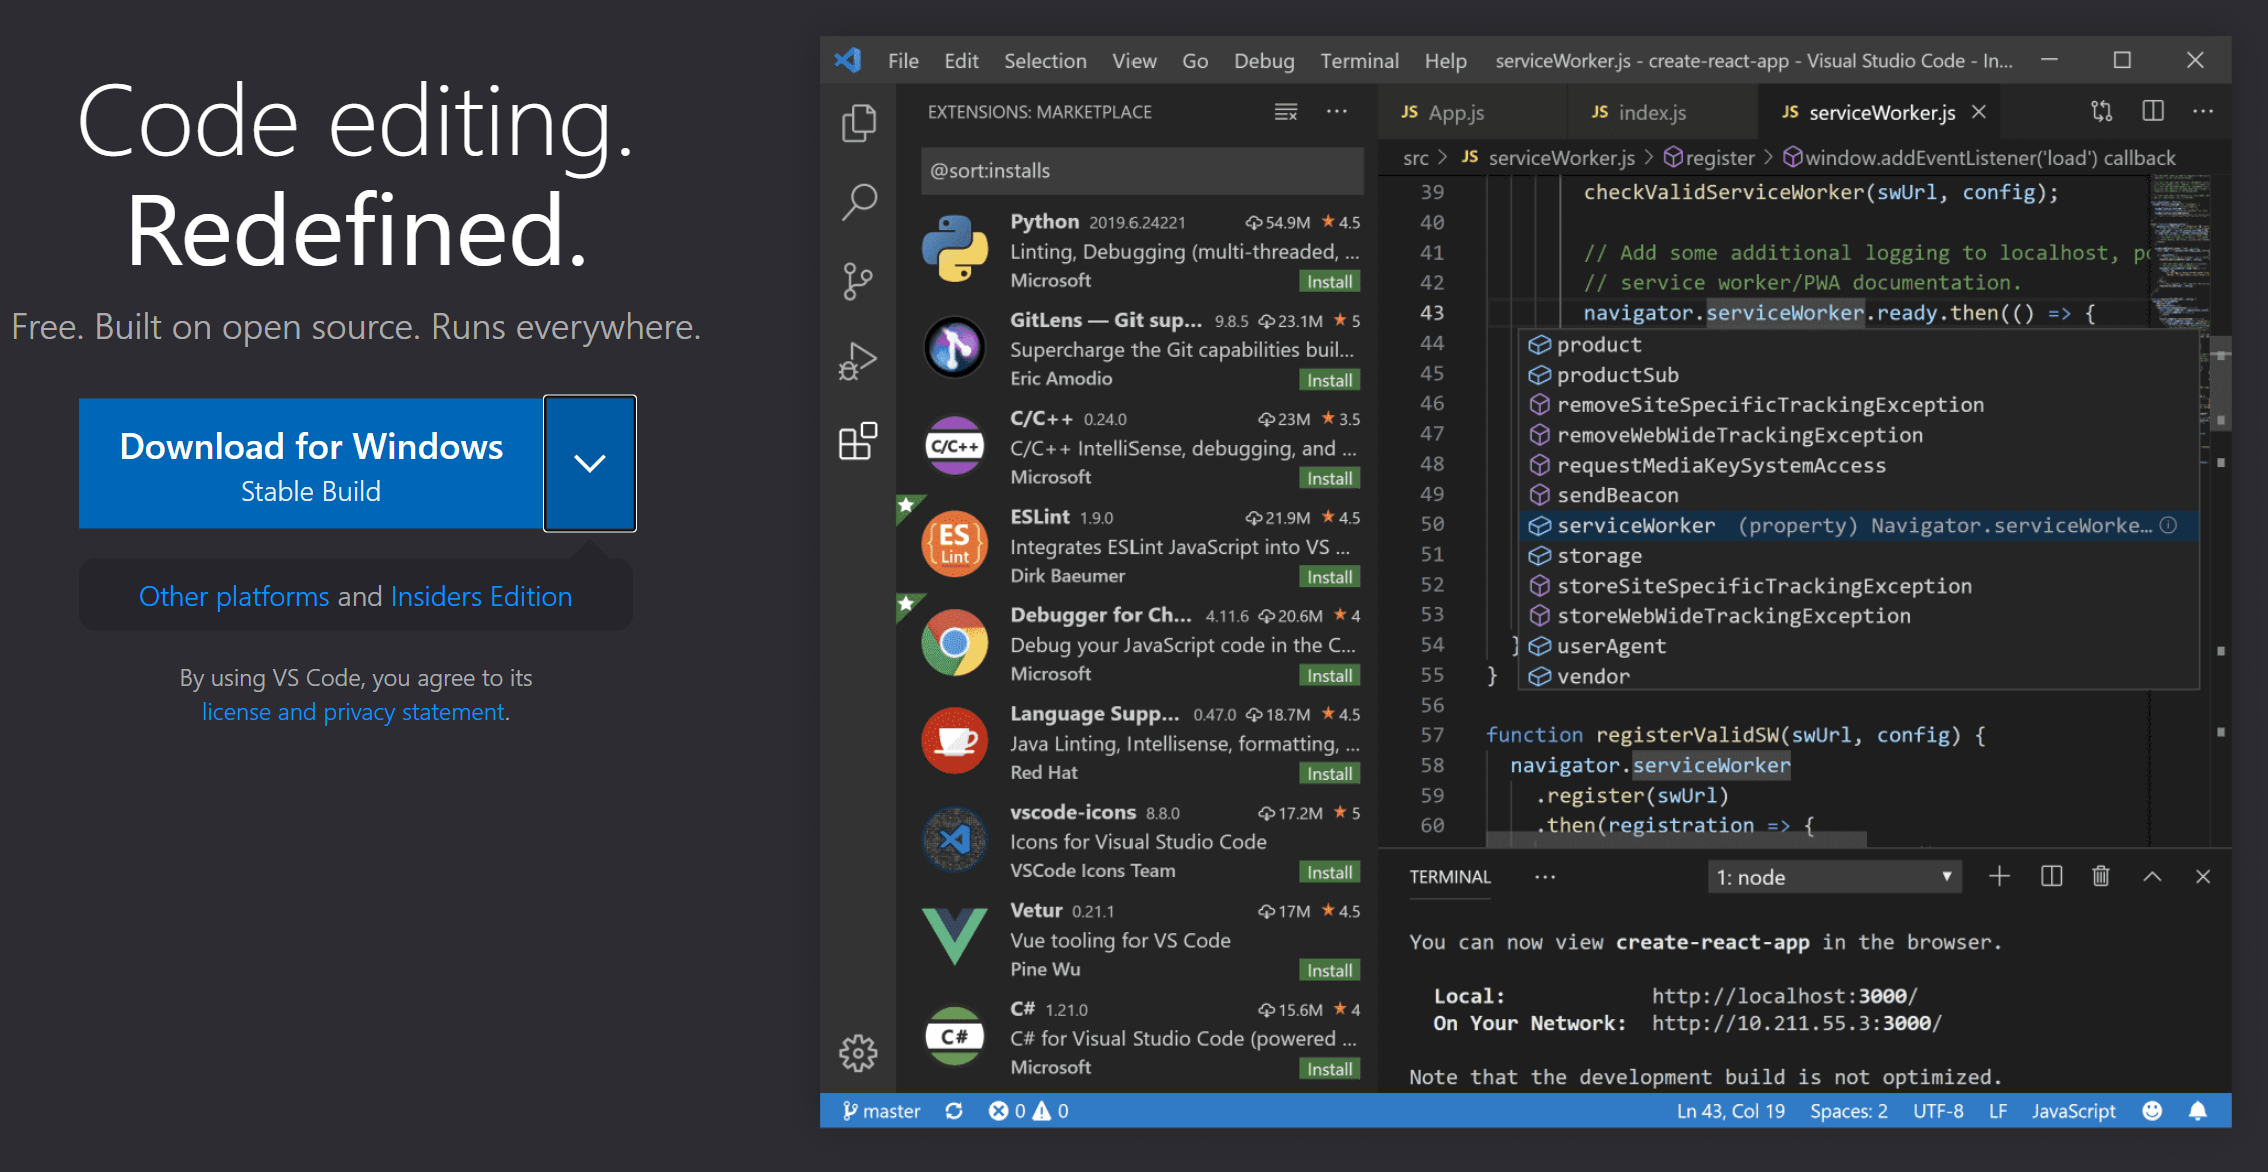 Code editing.
Redefined.
Free. Built on open source. Runs everywhere.
Download for Windows
Stable Build
Other platforms and Insiders Edition
By using VS Code, you agree to its
license and privacy statement.
File Edit Selection View Go Debug Terminal Help serviceWorker.js - create-react-app - Visual Studio Code - In...
EXTENSIONS: MARKETPLACE
@sort:installs
Python 2019.6.24221 54.9M 4.5
Linting, Debugging (multi-threaded, ...
Microsoft Install
GitLens — Git sup... 9.8.5 23.1M 5
Supercharge the Git capabilities buil...
Eric Amodio Install
C/C++
C/C++ 0.24.0 23M 3.5
C/C++ IntelliSense, debugging, and ...
Microsoft Install
ES
Lint
ESLint 1.9.0 21.9M 4.5
Integrates ESLint JavaScript into VS ...
Dirk Baeumer Install
Debugger for Ch... 4.11.6 20.6M 4
Debug your JavaScript code in the C...
Microsoft Install
Language Supp... 0.47.0 18.7M 4.5
Java Linting, Intellisense, formatting, ...
Red Hat Install
vscode-icons 8.8.0 17.2M 5
Icons for Visual Studio Code
VSCode Icons Team Install
Vetur 0.21.1 17M 4.5
Vue tooling for VS Code
Pine Wu Install
C#
C# 1.21.0 15.6M 4
C# for Visual Studio Code (powered ...
Microsoft Install
JS App.js JS index.js JS serviceWorker.js
src > JS serviceWorker.js > register > window.addEventListener('load') callback
39 checkValidServiceWorker(swUrl, config);
40
41 // Add some additional logging to localhost, po
42 // service worker/PWA documentation.
43 navigator.serviceWorker.ready.then(() => {
44 product
45 productSub
46 removeSiteSpecificTrackingException
47 removeWebWideTrackingException
48 requestMediaKeySystemAccess
49 sendBeacon
50 serviceWorker (property) Navigator.serviceWorke...
51 storage
52 storeSiteSpecificTrackingException
53 storeWebWideTrackingException
54 } userAgent
55 } vendor
56
57 function registerValidSW(swUrl, config) {
58 navigator.serviceWorker
59 .register(swUrl)
60 .then(registration => {
TERMINAL ... 1: node
You can now view create-react-app in the browser.
Local: http://localhost:3000/
On Your Network: http://10.211.55.3:3000/
Note that the development build is not optimized.
master 0 0 Ln 43, Col 19 Spaces: 2 UTF-8 LF JavaScript